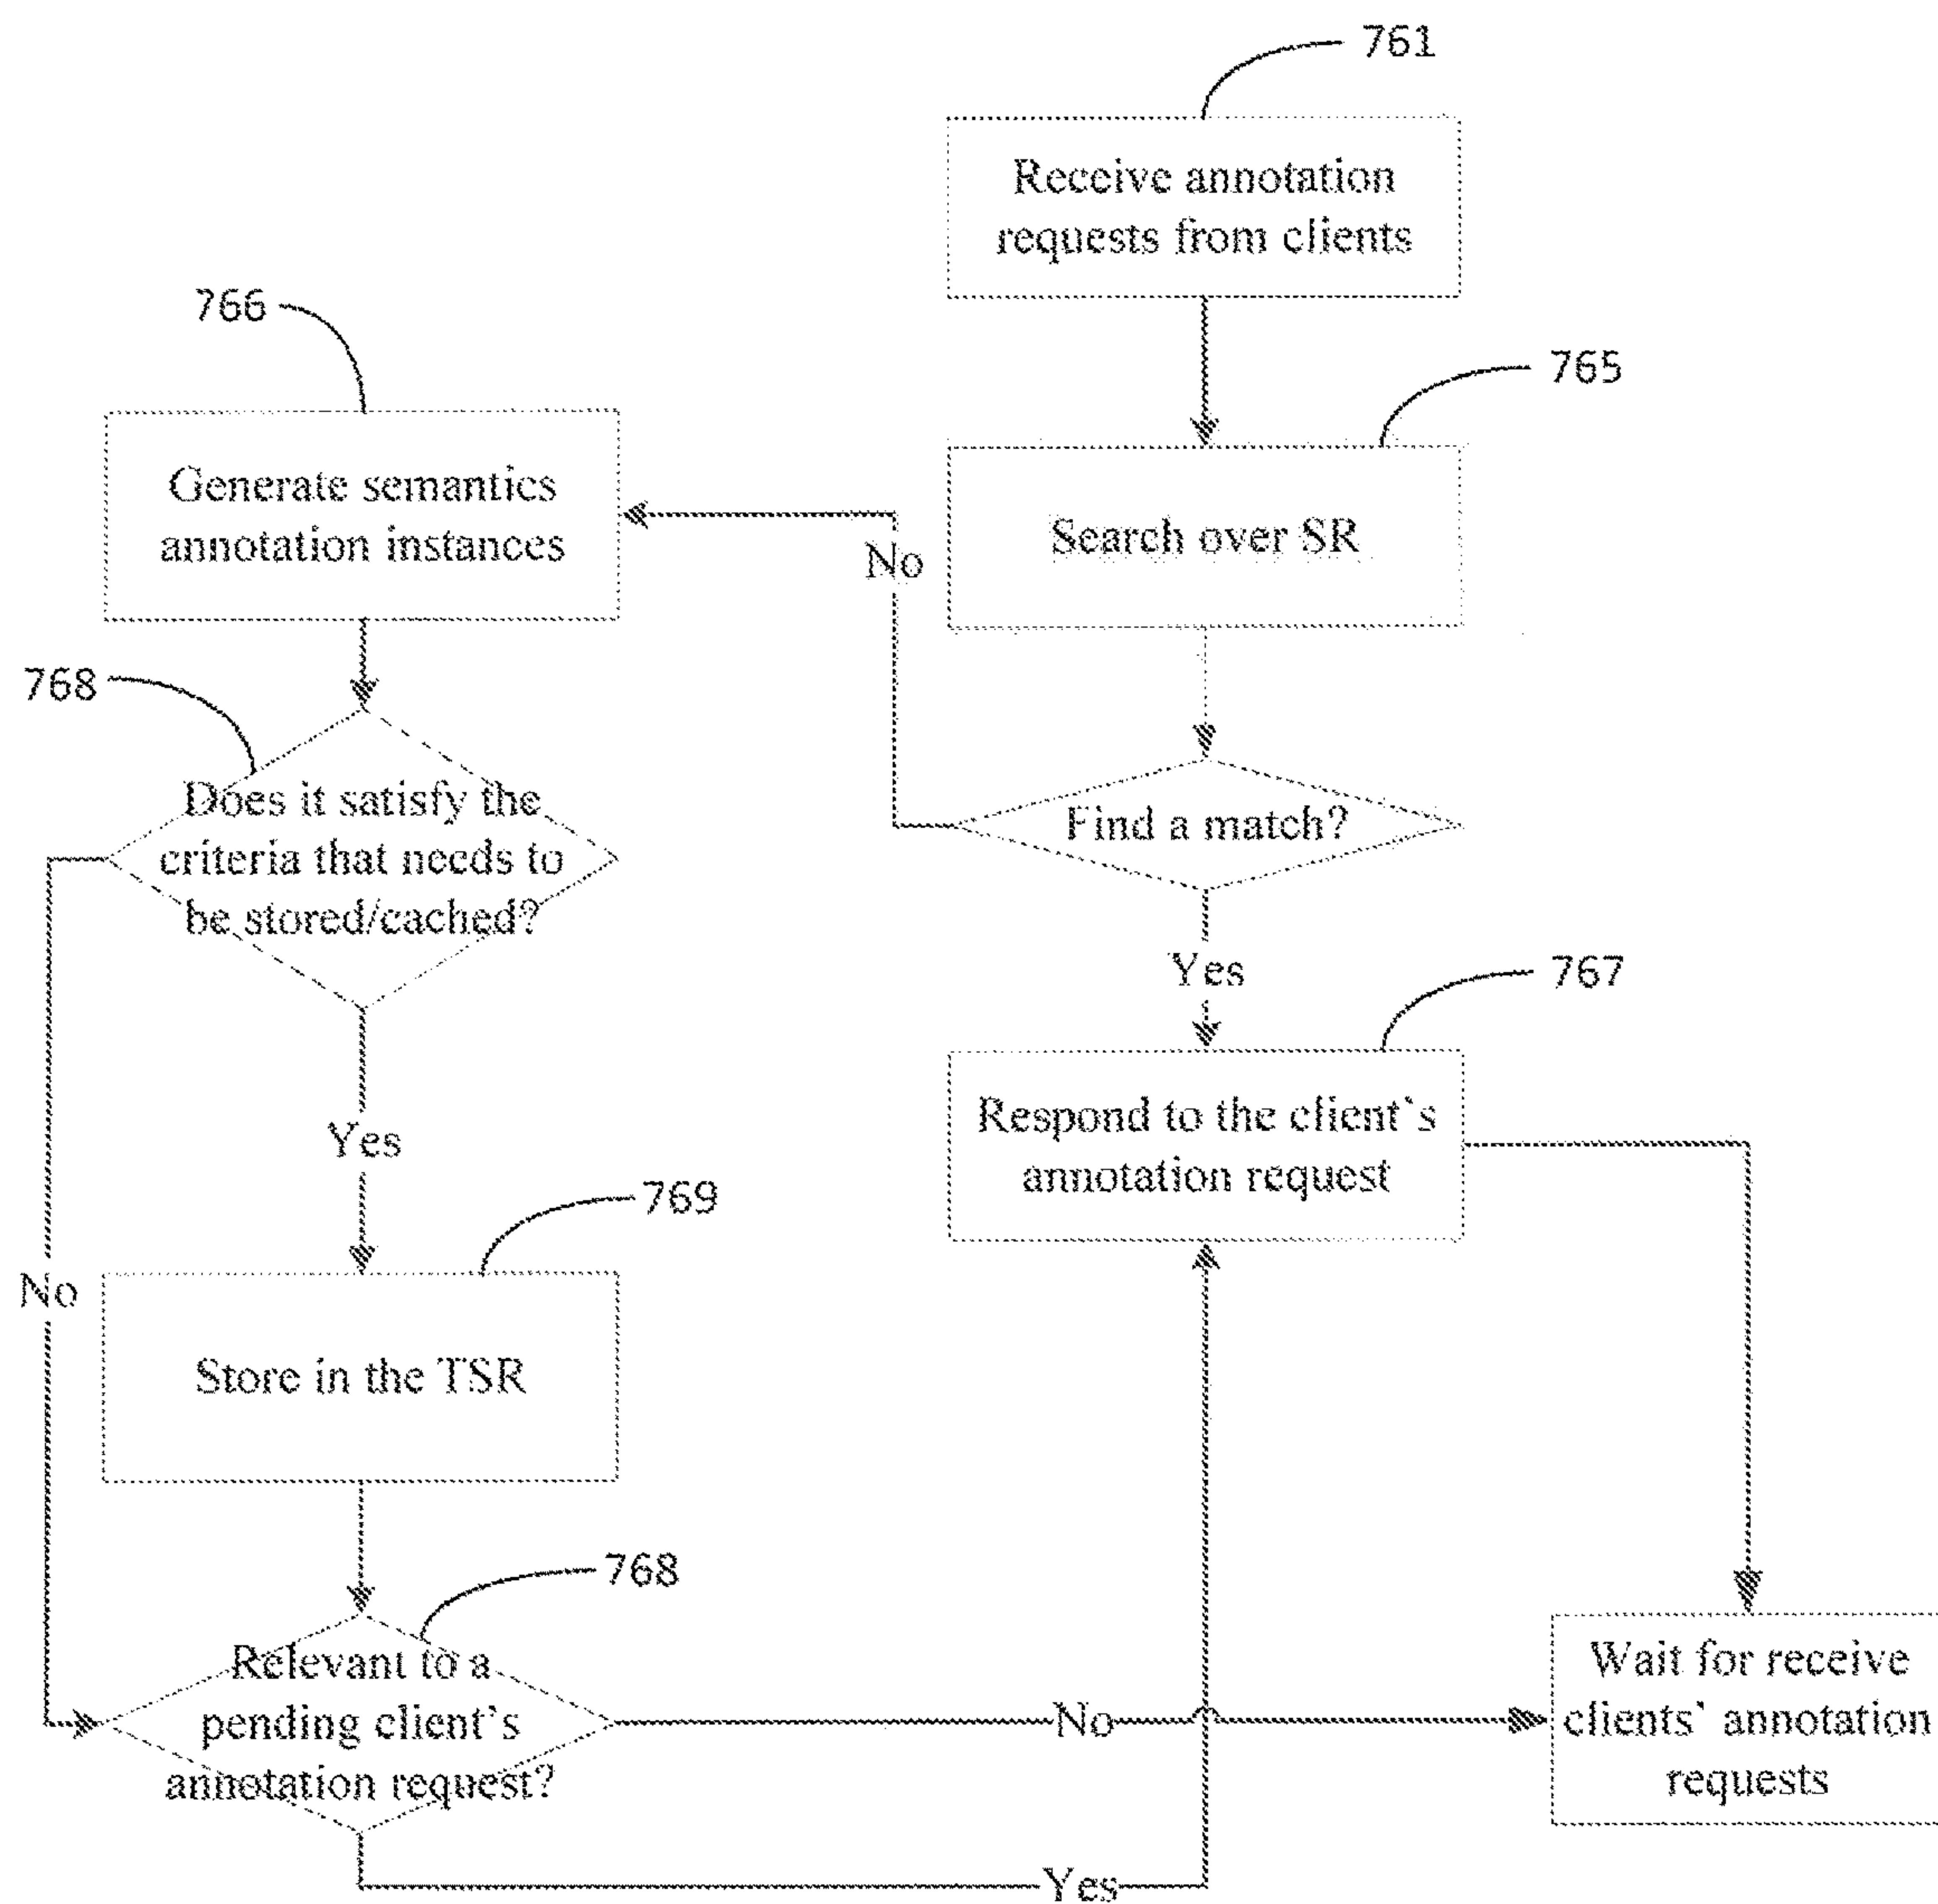 761
Receive annotation
requests from clients
766
765
Generate semantics
annotation instances
Search over SR
No
768
Does it satisfy the
criteria that needs to
be stored/cached?
Find a match?
Yes
767
Respond to the client's
annotation request
Yes
769
No
Store in the TSR
768
Relevant to a
pending client's
annotation request?
No
Wait for receive
clients' annotation
requests
Yes